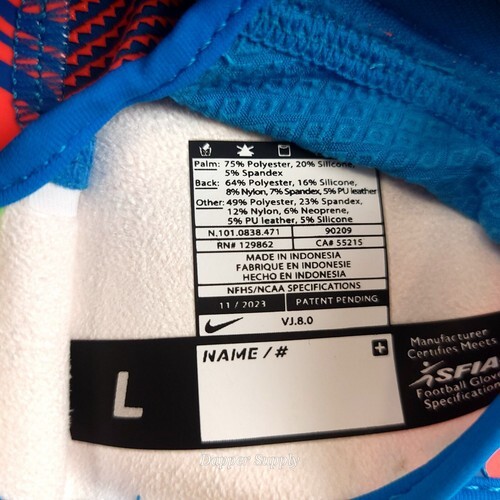 Palm: 75% Polyester, 20% Silicone,
5% Spandex
Back: 64% Polyester, 16% Silicone,
8% Nylon, 7% Spandex, 5% PU leather
Other: 49% Polyester, 23% Spandex,
12% Nylon, 6% Neoprene,
5% PU leather, 5% Silicone
N.101.0838.471 90209
RN# 129862 CA# 55215
MADE IN INDONESIA
FABRIQUE EN INDONESIE
HECHO EN INDONESIA
NFHS/NCAA SPECIFICATIONS
11 / 2023 PATENT PENDING
VJ.8.0
NAME / #
L
Manufacturer
Certifies Meets
SFIA
Football Glove
Specification
Dapper Supply